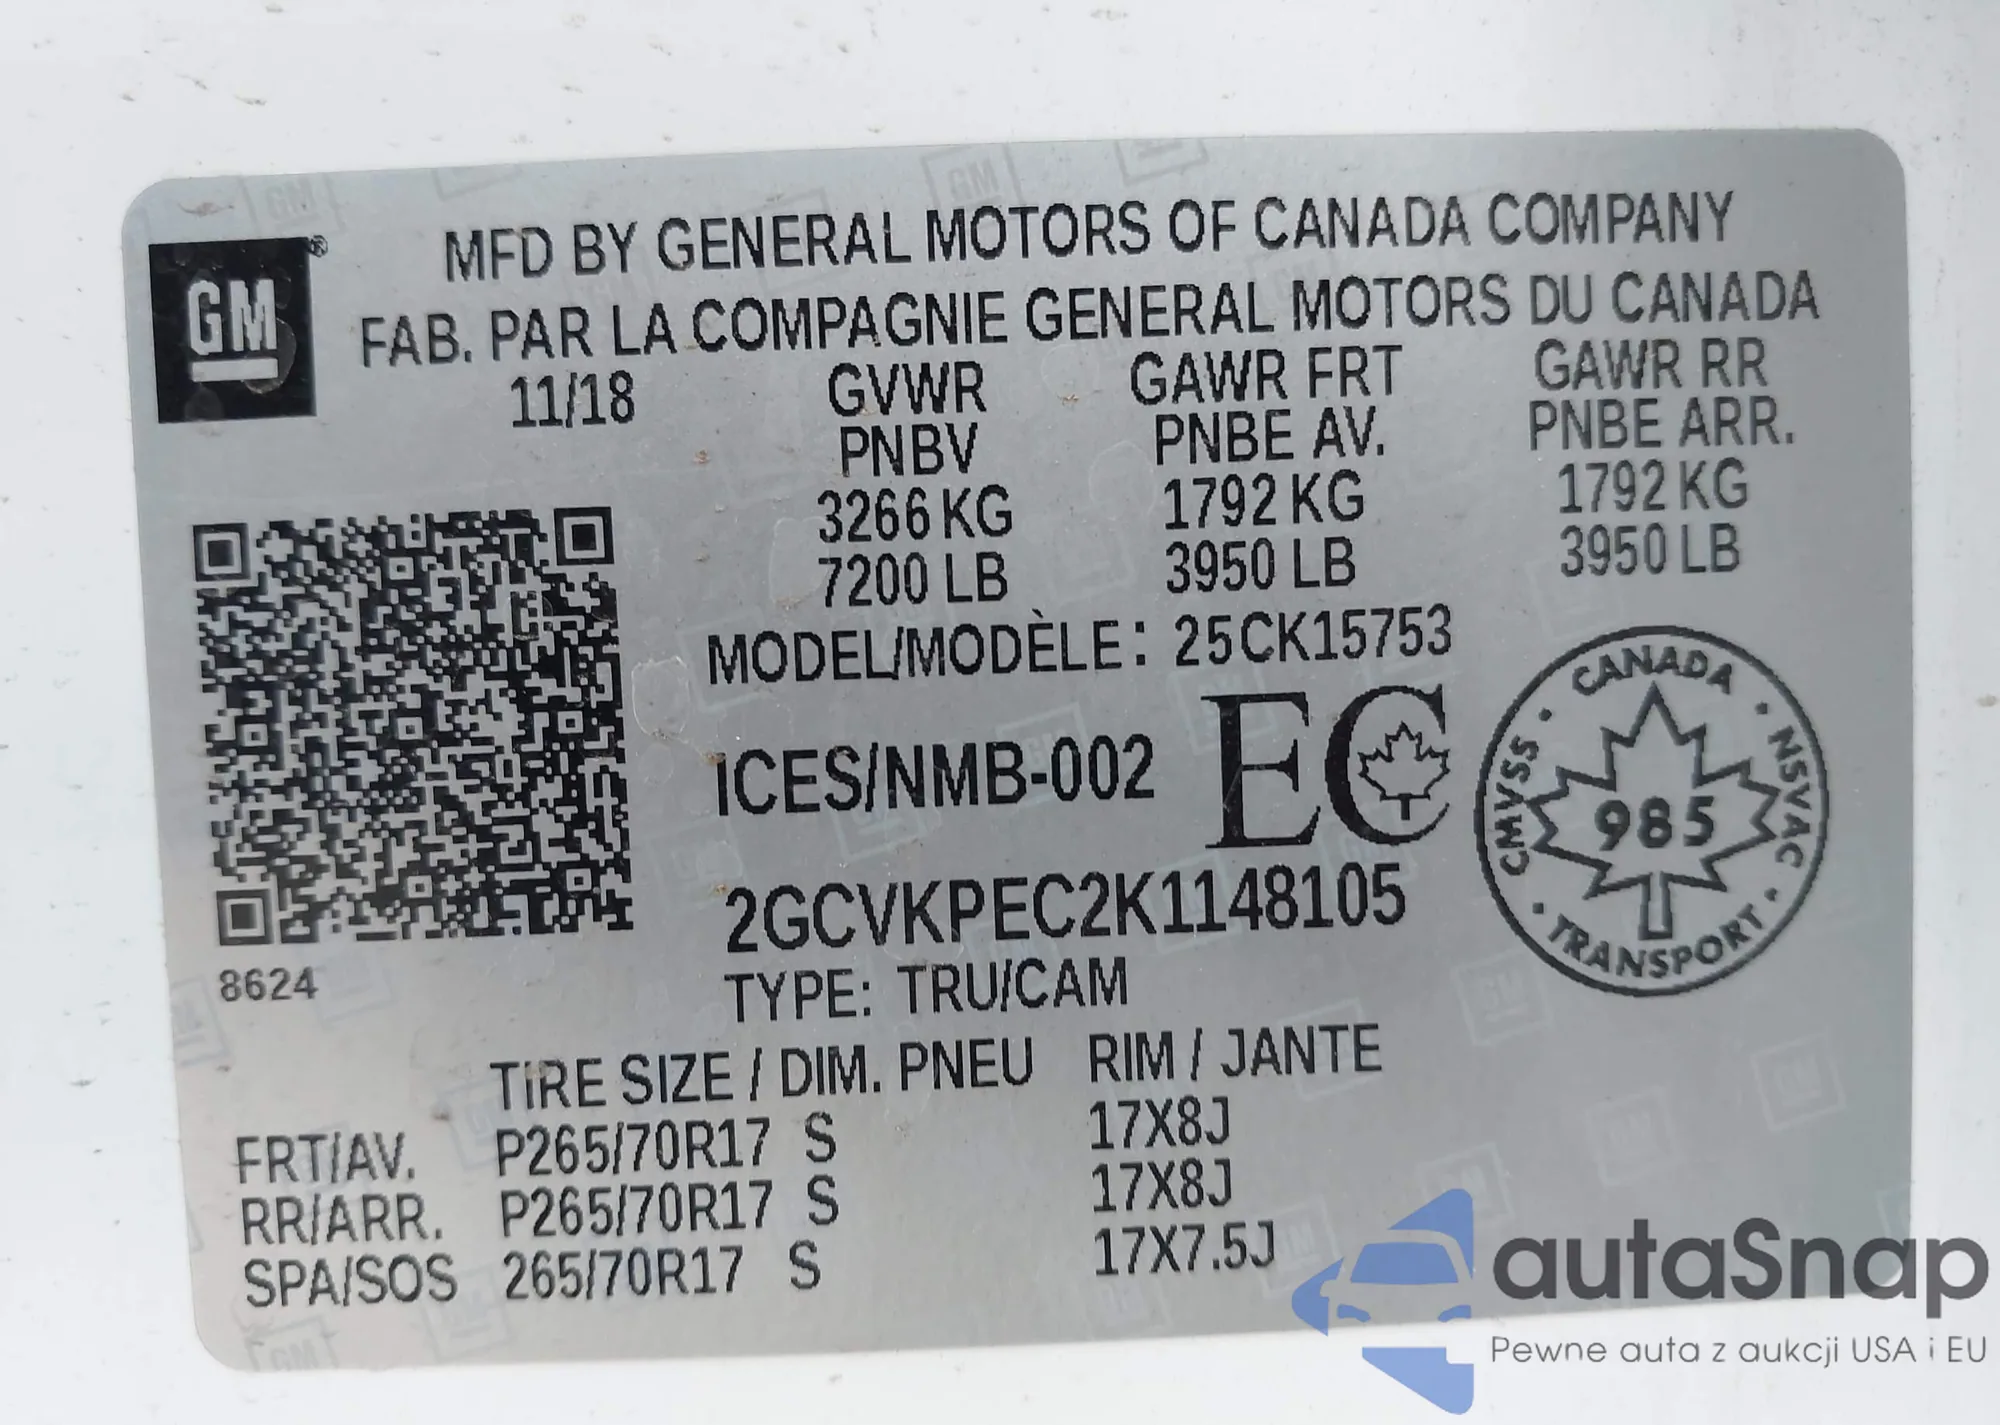 GM®
MFD BY GENERAL MOTORS OF CANADA COMPANY
FAB. PAR LA COMPAGNIE GENERAL MOTORS DU CANADA
11/18 GVWR GAWR FRT GAWR RR
PNBV PNBE AV. PNBE ARR.
3266 KG 1792 KG 1792 KG
7200 LB 3950 LB 3950 LB
MODEL/MODÈLE: 25CK15753
ICES/NMB-002 EC
CANADA · NSVAC · TRANSPORT · CMVSS ·
985
2GCVKPEC2K1148105
8624
TYPE: TRU/CAM
TIRE SIZE / DIM. PNEU RIM / JANTE
FRT/AV. P265/70R17 S 17X8J
RR/ARR. P265/70R17 S 17X8J
SPA/SOS 265/70R17 S 17X7.5J
autaSnap
Pewne auta z aukcji USA i EU